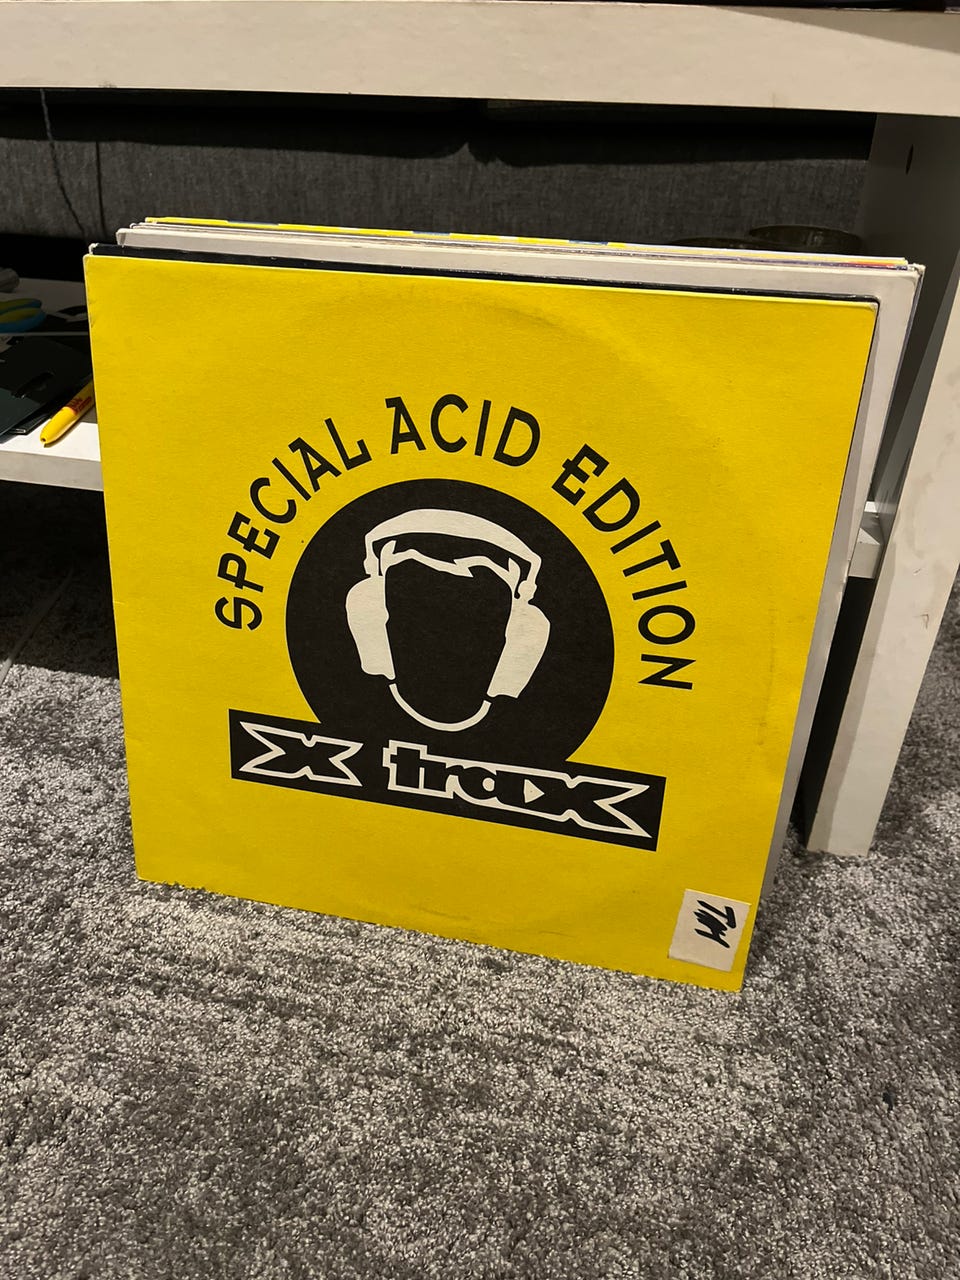 SPECIAL ACID EDITION
X trax